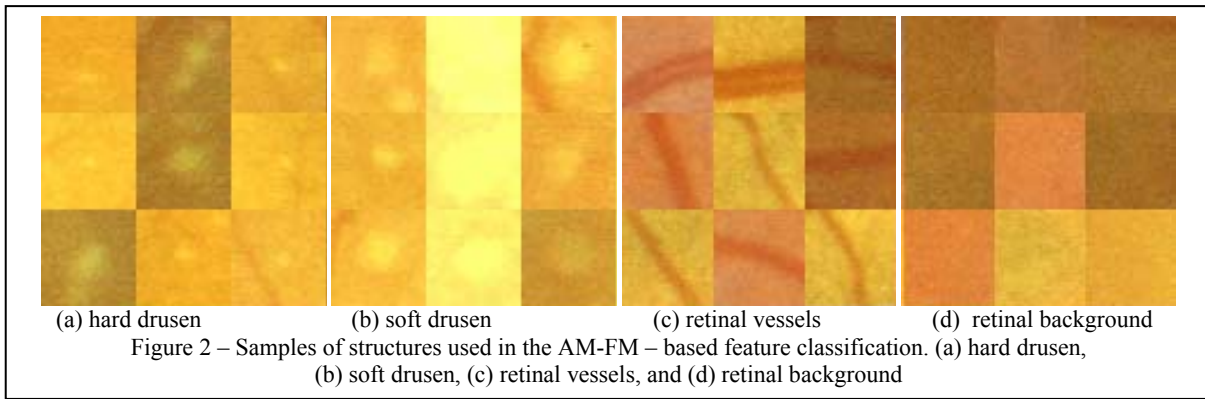 (a) hard drusen (b) soft drusen (c) retinal vessels (d) retinal background
Figure 2 – Samples of structures used in the AM-FM – based feature classification. (a) hard drusen,
(b) soft drusen, (c) retinal vessels, and (d) retinal background